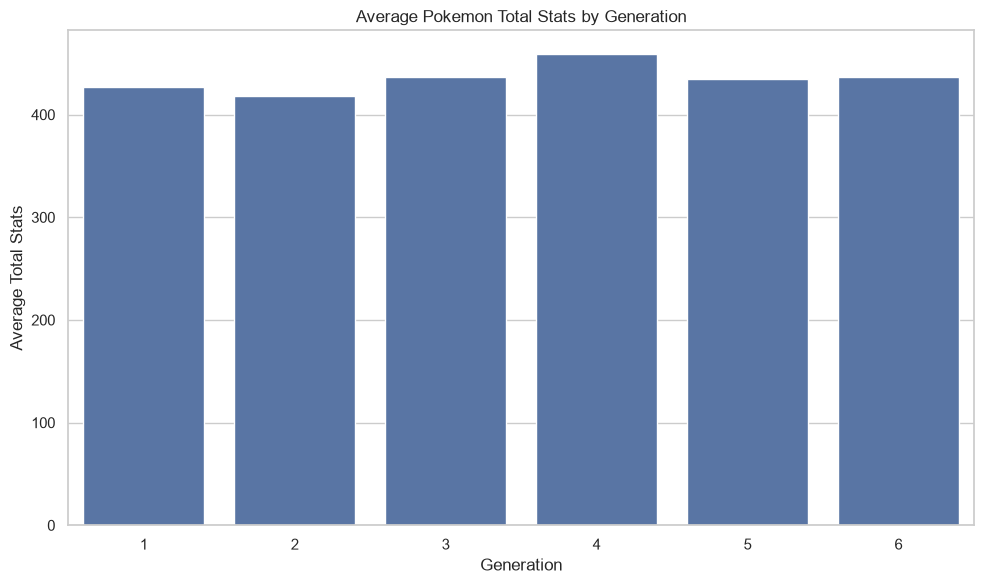 Average Pokemon Total Stats by Generation
Average Total Stats
400
300
200
100
0
1 2 3 4 5 6
Generation